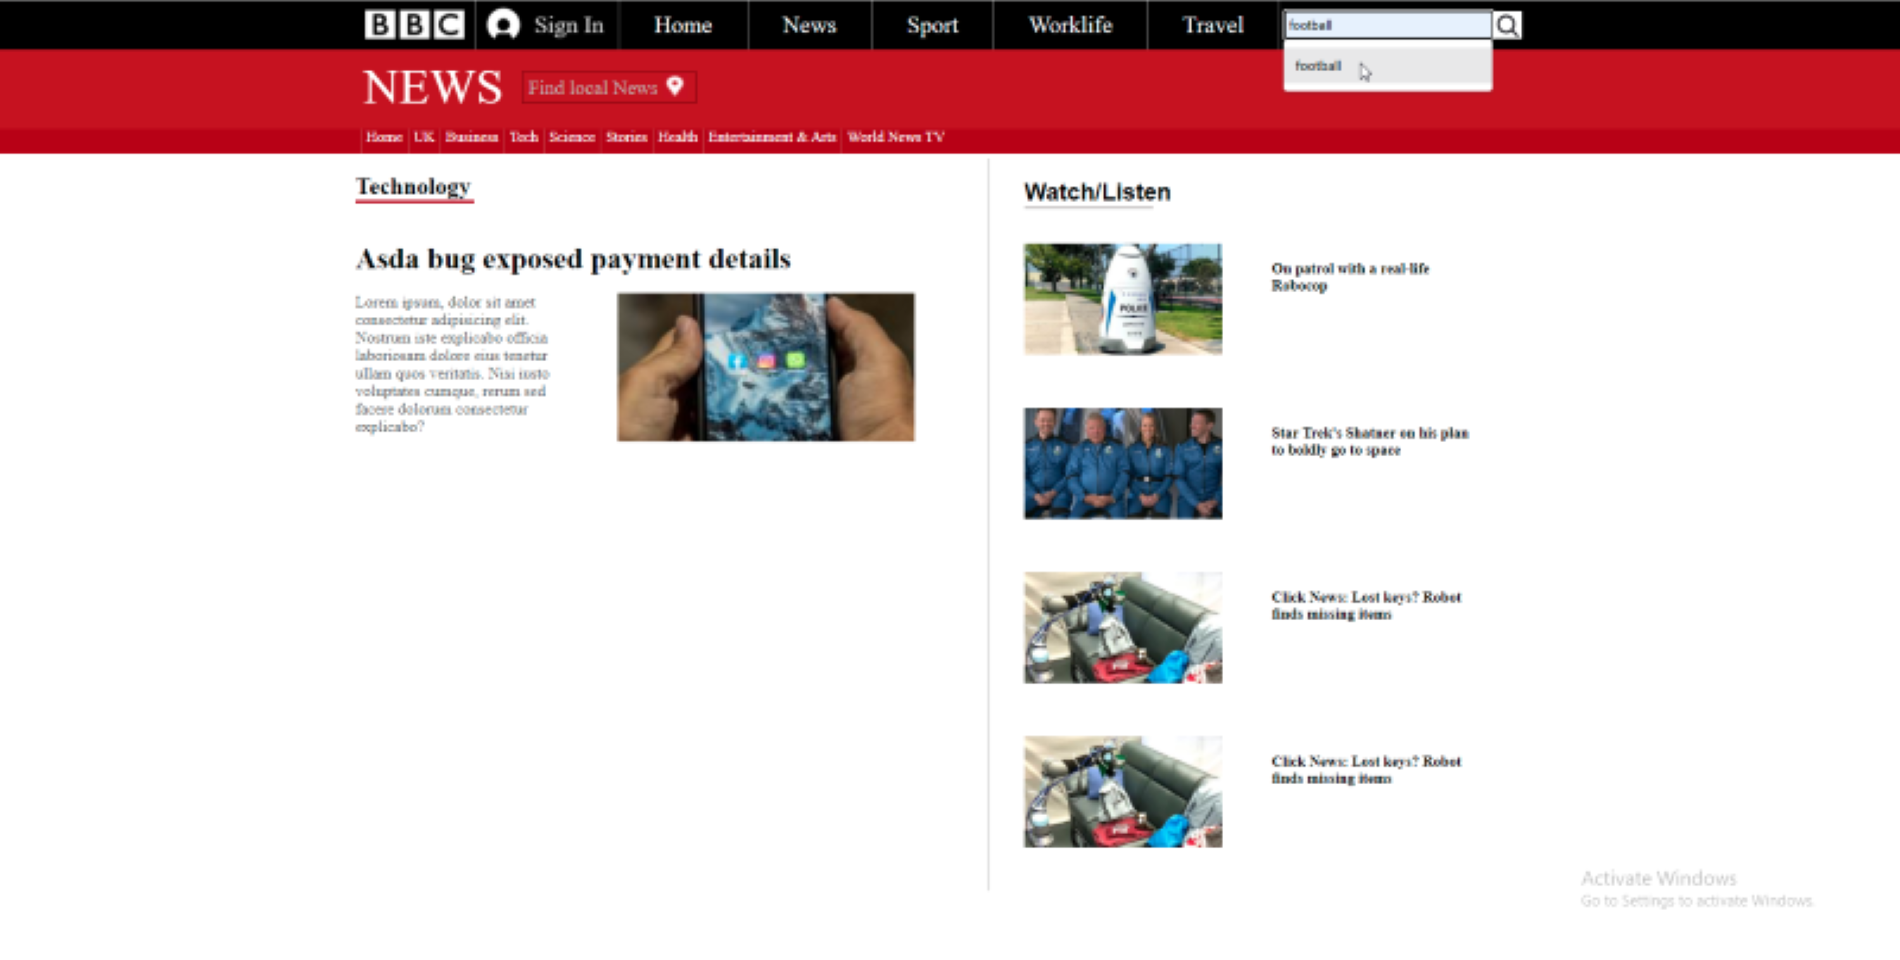 BBC Sign In Home News Sport Worklife Travel football
football
NEWS Find local News
Home UK Business Tech Science Stories Health Entertainment & Arts World News TV
Technology
Asda bug exposed payment details
Lorem ipsum, dolor sit amet
consectetur adipisicing elit.
Nostrum iste explicabo officia
laboriosam dolore eius tenetur
ullam quos veritatis. Nisi iusto
voluptates cumque, rerum sed
facere dolorum consectetur
explicabo?
Watch/Listen
On patrol with a real-life
Robocop
POLICE
Star Trek's Shatner on his plan
to boldly go to space
Click News: Lost keys? Robot
finds missing items
Click News: Lost keys? Robot
finds missing items
Activate Windows
Go to Settings to activate Windows.